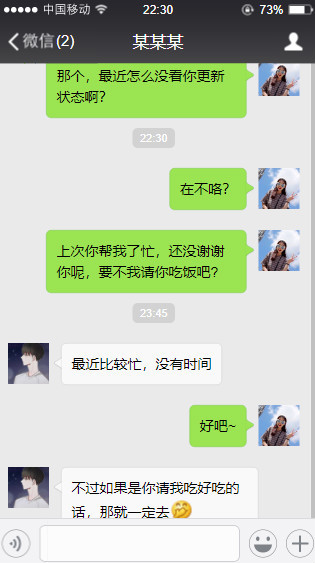 中国移动 22:30 73%
微信(2) 某某某
那个，最近怎么没看你更新
状态啊？
22:30
在不咯？
上次你帮我了忙，还没谢谢
你呢，要不我请你吃饭吧？
23:45
最近比较忙，没有时间
好吧~
不过如果是你请我吃好吃的
话，那就一定去🤣